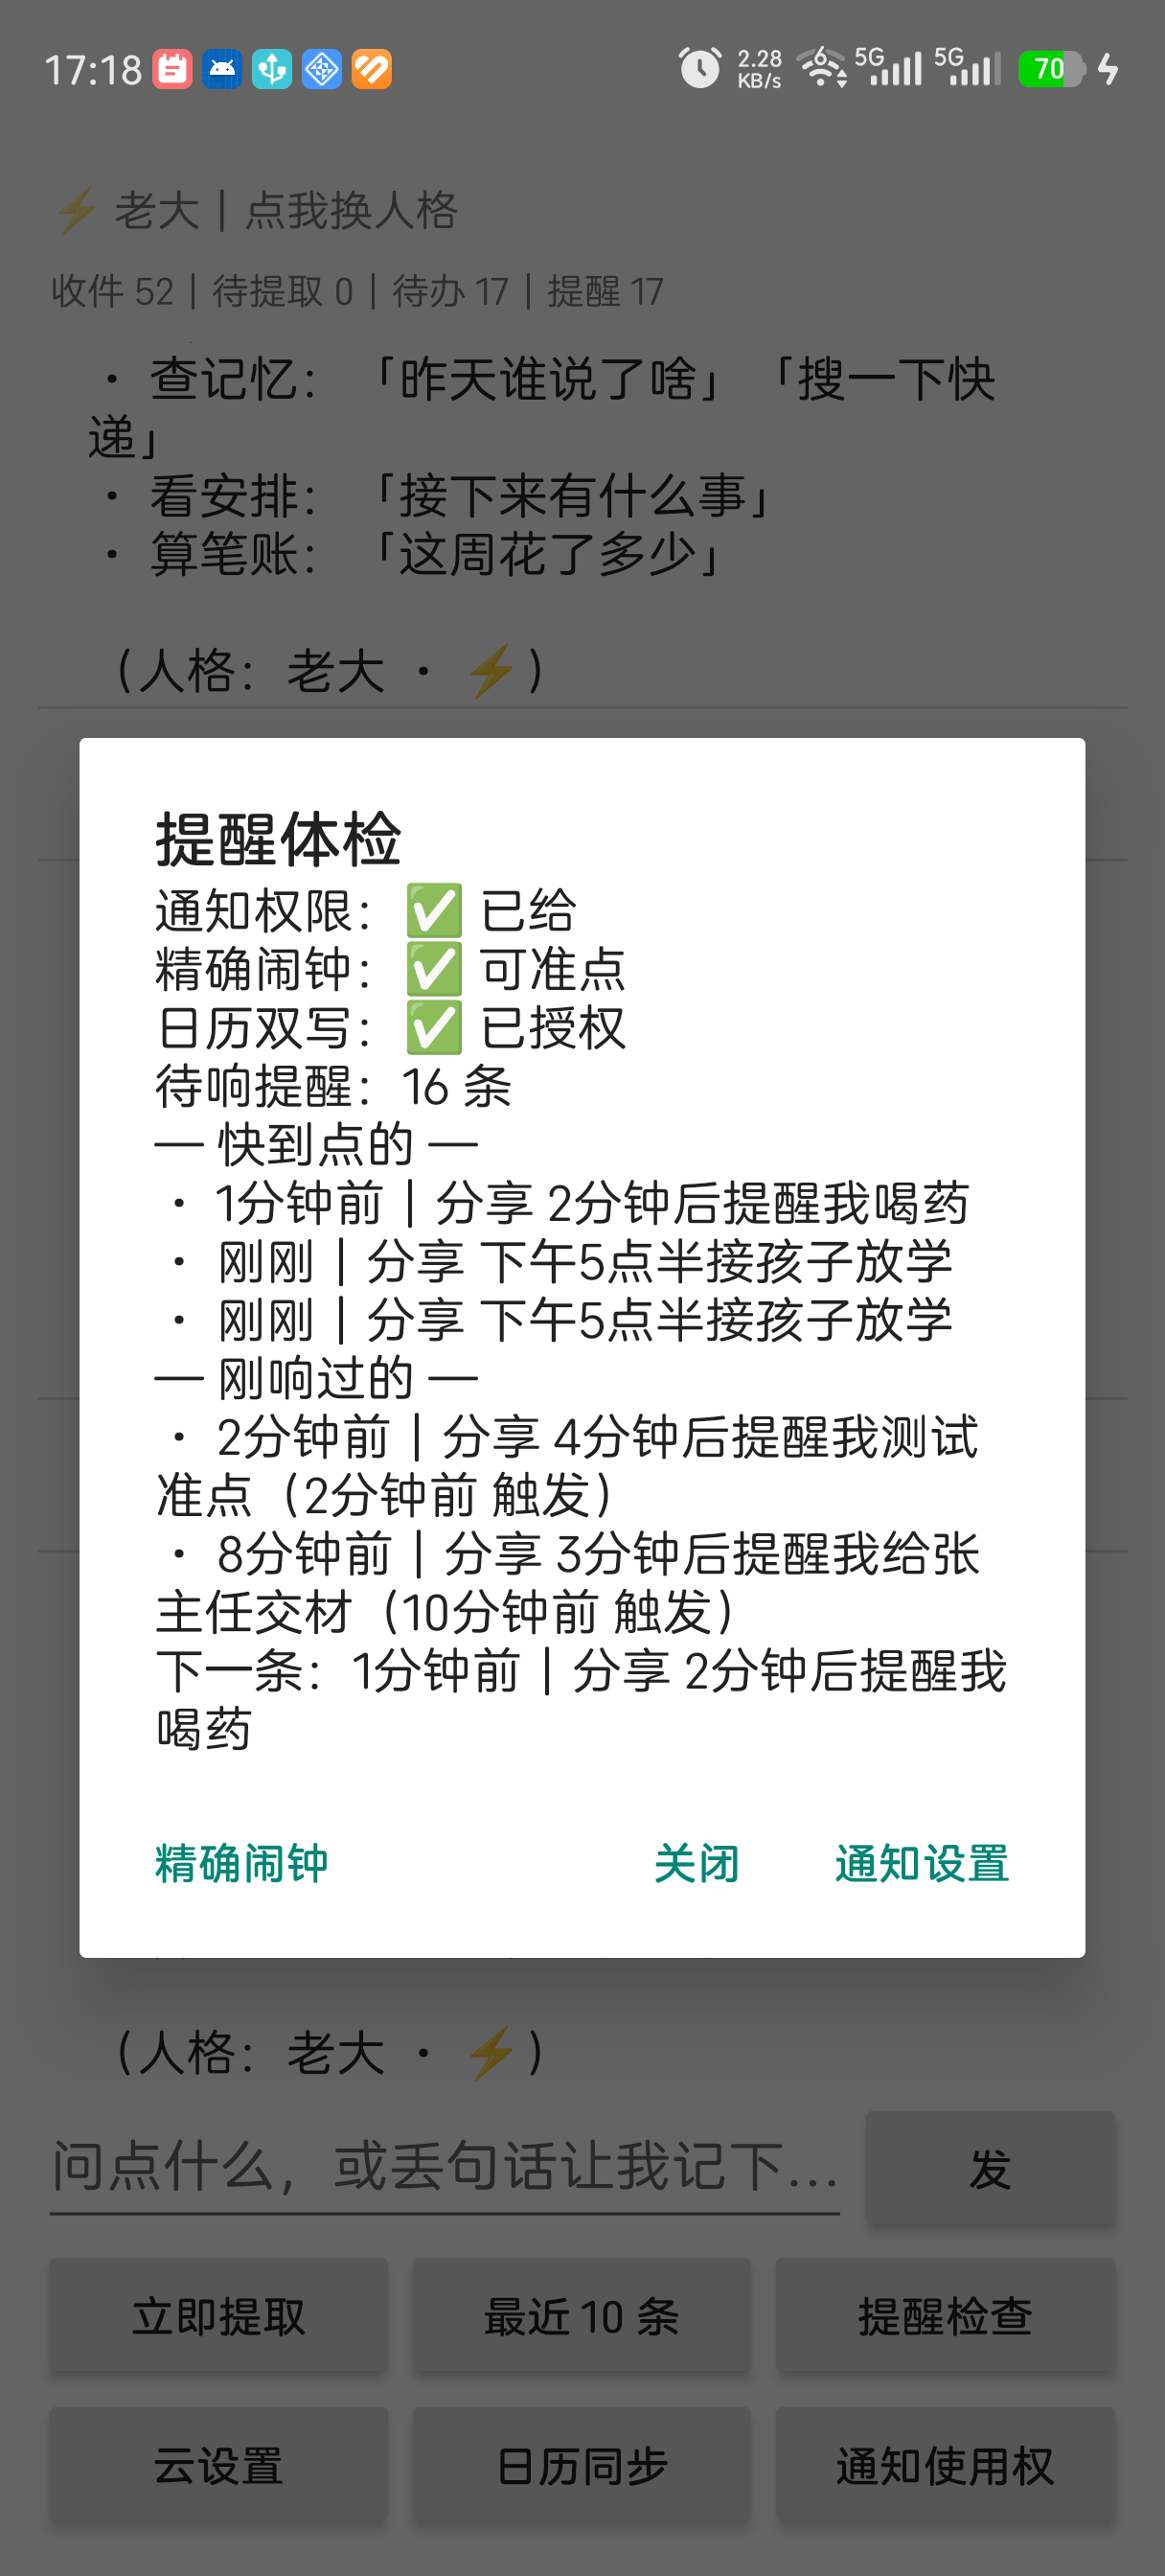 17:18
2.28
KB/s
6
5G
5G
70
⚡ 老大｜点我换人格
收件 52｜待提取 0｜待办 17｜提醒 17
· 查记忆：「昨天谁说了啥」「搜一下快
递」
· 看安排：「接下来有什么事」
· 算笔账：「这周花了多少」
（人格：老大 · ⚡）
提醒体检
通知权限：✅ 已给
精确闹钟：✅ 可准点
日历双写：✅ 已授权
待响提醒：16 条
— 快到点的 —
· 1分钟前｜分享 2分钟后提醒我喝药
· 刚刚｜分享 下午5点半接孩子放学
· 刚刚｜分享 下午5点半接孩子放学
— 刚响过的 —
· 2分钟前｜分享 4分钟后提醒我测试
准点（2分钟前 触发）
· 8分钟前｜分享 3分钟后提醒我给张
主任交材（10分钟前 触发）
下一条：1分钟前｜分享 2分钟后提醒我
喝药
精确闹钟
关闭
通知设置
（人格：老大 · ⚡）
问点什么，或丢句话让我记下...
发
立即提取
最近 10 条
提醒检查
云设置
日历同步
通知使用权